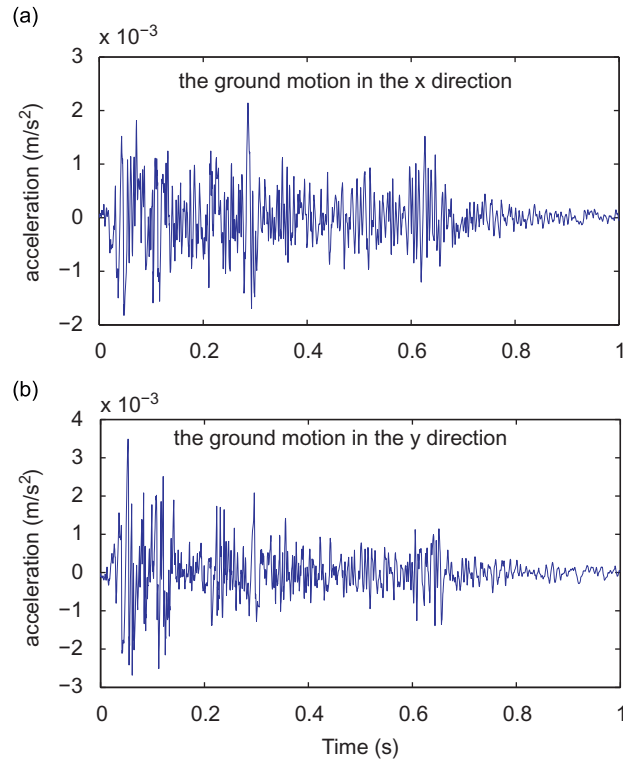 (a)
x 10⁻³
3
the ground motion in the x direction
2
1
0
−1
−2
acceleration (m/s²)
0 0.2 0.4 0.6 0.8 1
(b)
x 10⁻³
4
the ground motion in the y direction
3
2
1
0
−1
−2
−3
acceleration (m/s²)
0 0.2 0.4 0.6 0.8 1
Time (s)